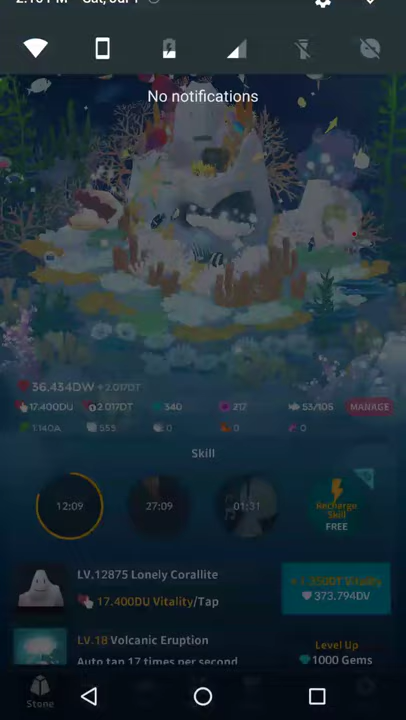 No notifications
36.434DW +2.017DT
17.400DU 2.017DT 340 217 53/105 MANAGE
1.140A 555 0 0 0
Skill
12:09 27:09 01:31 Recharge Skill FREE
LV.12875 Lonely Corallite
17.400DU Vitality/Tap
373.794DV
LV.18 Volcanic Eruption
Auto tap 17 times per second
Level Up
1000 Gems
Stone